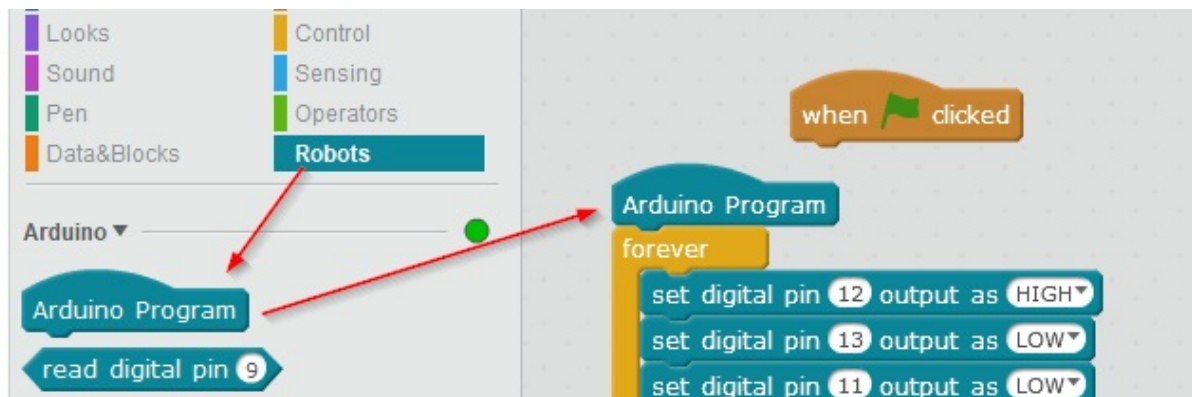 Looks
Control
Sound
Sensing
Pen
Operators
Data&Blocks
Robots
Arduino
Arduino Program
read digital pin 9
when clicked
Arduino Program
forever
set digital pin 12 output as HIGH
set digital pin 13 output as LOW
set digital pin 11 output as LOW